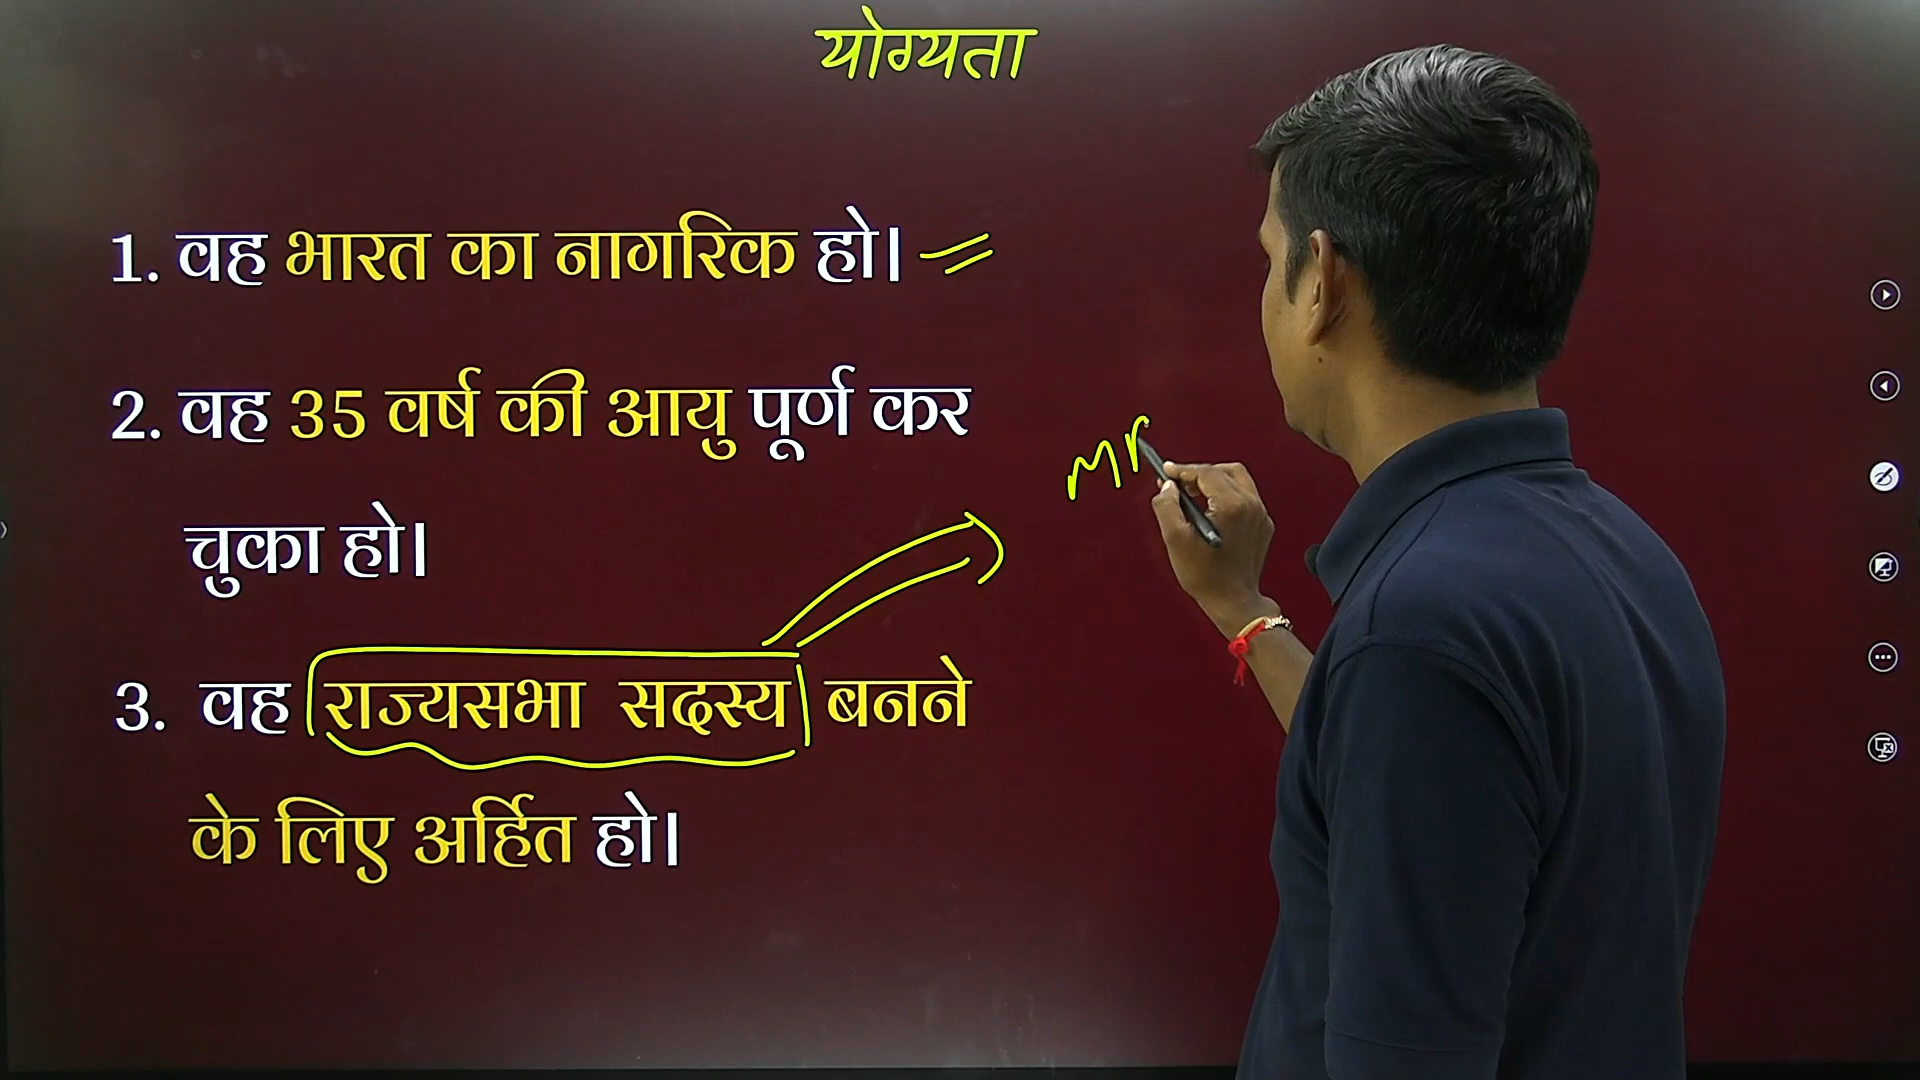 योग्यता
1. वह भारत का नागरिक हो।
2. वह 35 वर्ष की आयु पूर्ण कर
चुका हो।
mr
3. वह राज्यसभा सदस्य बनने
के लिए अर्हित हो।